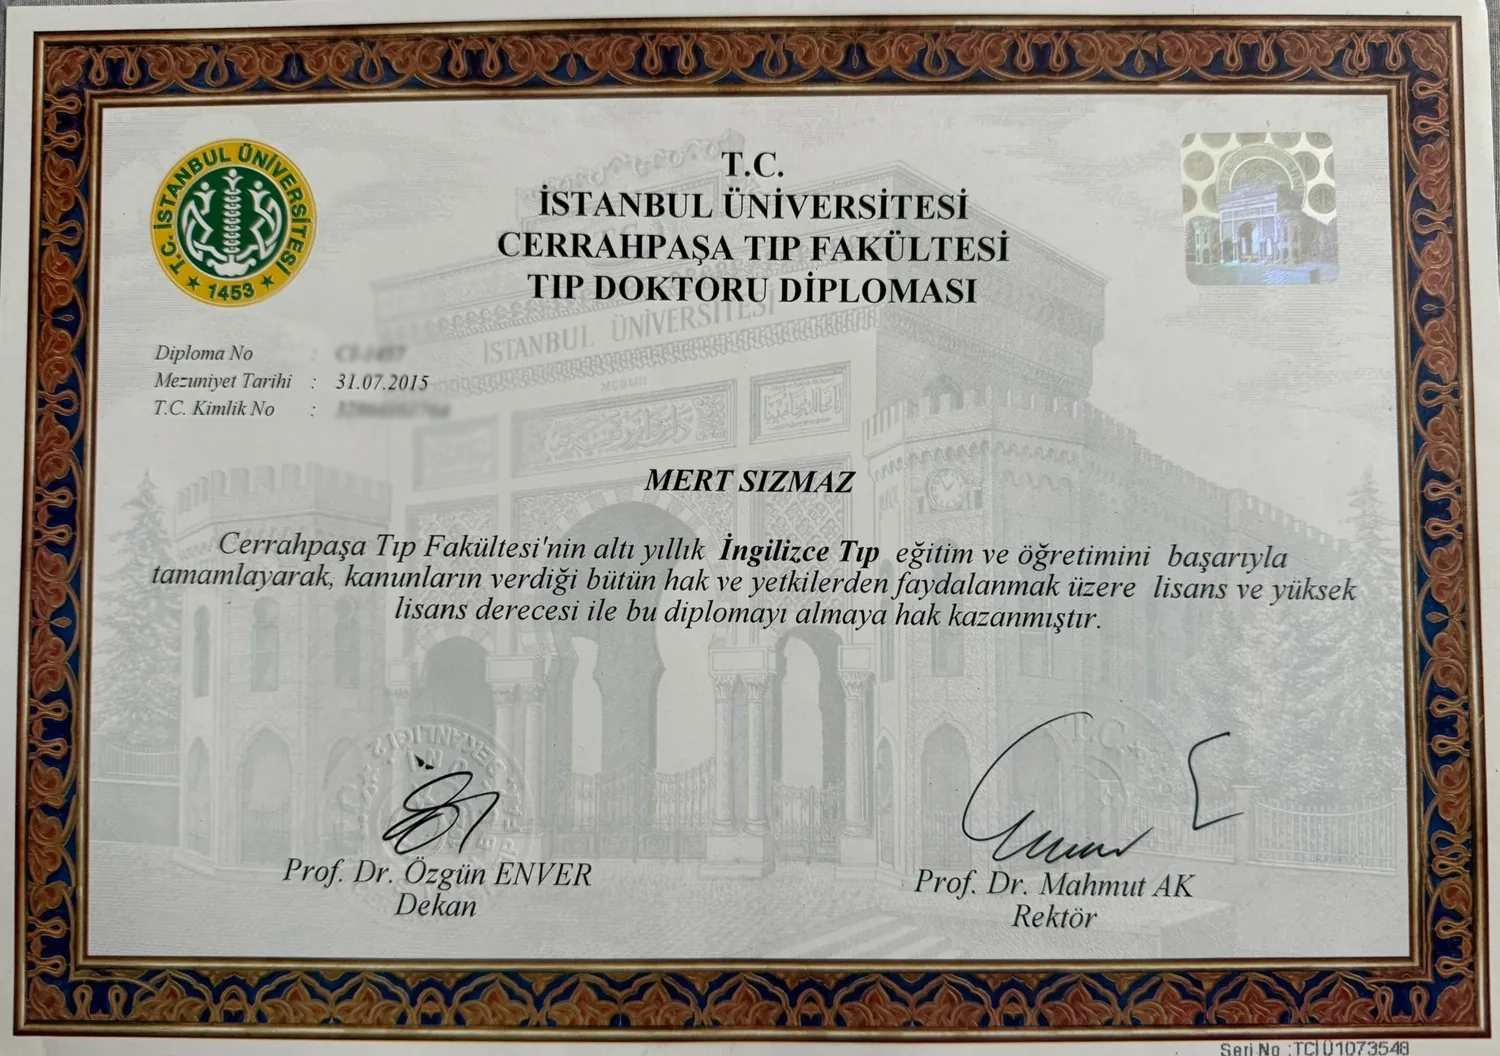 T.C. İSTANBUL ÜNİVERSİTESİ
★ 1453 ★
T.C.
İSTANBUL ÜNİVERSİTESİ
CERRAHPAŞA TIP FAKÜLTESİ
TIP DOKTORU DİPLOMASI
İSTANBUL ÜNİVERSİTESİ
Diploma No :
Mezuniyet Tarihi : 31.07.2015
T.C. Kimlik No :
MERT SIZMAZ
Cerrahpaşa Tıp Fakültesi'nin altı yıllık İngilizce Tıp eğitim ve öğretimini başarıyla
tamamlayarak, kanunların verdiği bütün hak ve yetkilerden faydalanmak üzere lisans ve yüksek
lisans derecesi ile bu diplomayı almaya hak kazanmıştır.
Prof. Dr. Özgün ENVER
Dekan
Prof. Dr. Mahmut AK
Rektör
Seri No : TCİÜ1073548